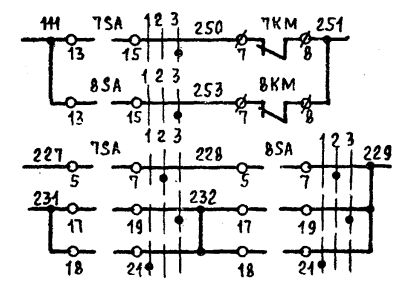 111 7SA 1 2 3 250 7KM 251
13 15 7 8
8SA 1 2 3 253 8KM
13 15 7 8
7SA 1 2 3 8SA 1 2 3
227 228 229
5 7 5 7
231 232
17 19 17 19
18 21 18 21